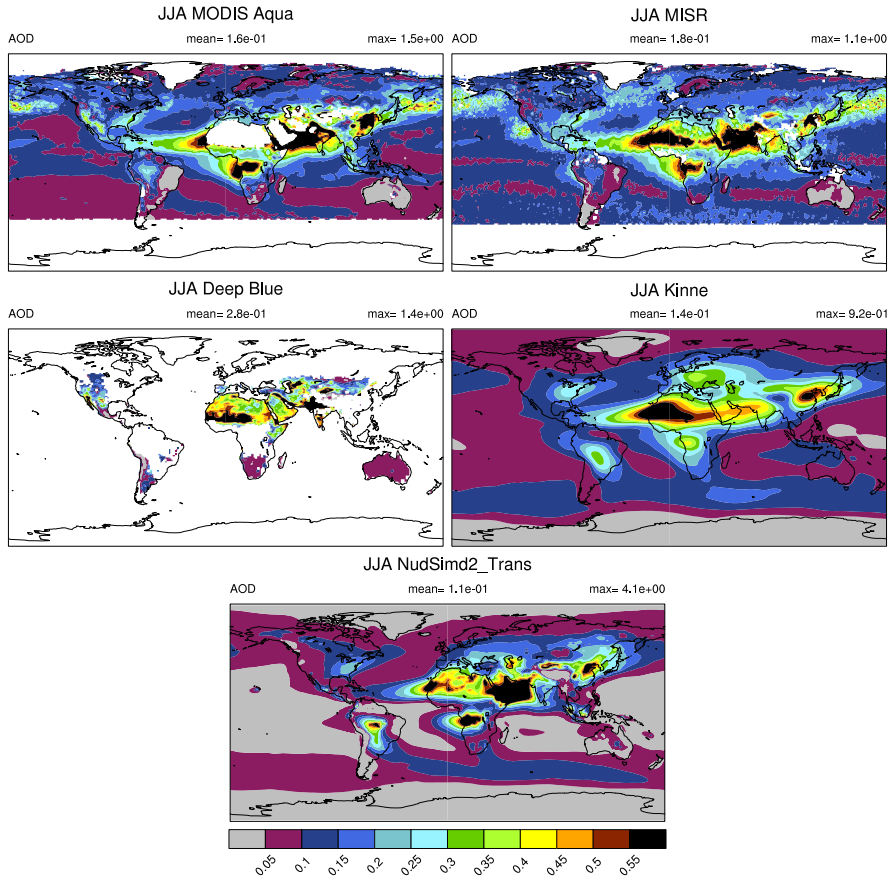 JJA MODIS Aqua
AOD mean= 1.6e-01 max= 1.5e+00
JJA MISR
AOD mean= 1.8e-01 max= 1.1e+00
JJA Deep Blue
AOD mean= 2.8e-01 max= 1.4e+00
JJA Kinne
AOD mean= 1.4e-01 max= 9.2e-01
JJA NudSimd2_Trans
AOD mean= 1.1e-01 max= 4.1e+00
0.05 0.1 0.15 0.2 0.25 0.3 0.35 0.4 0.45 0.5 0.55